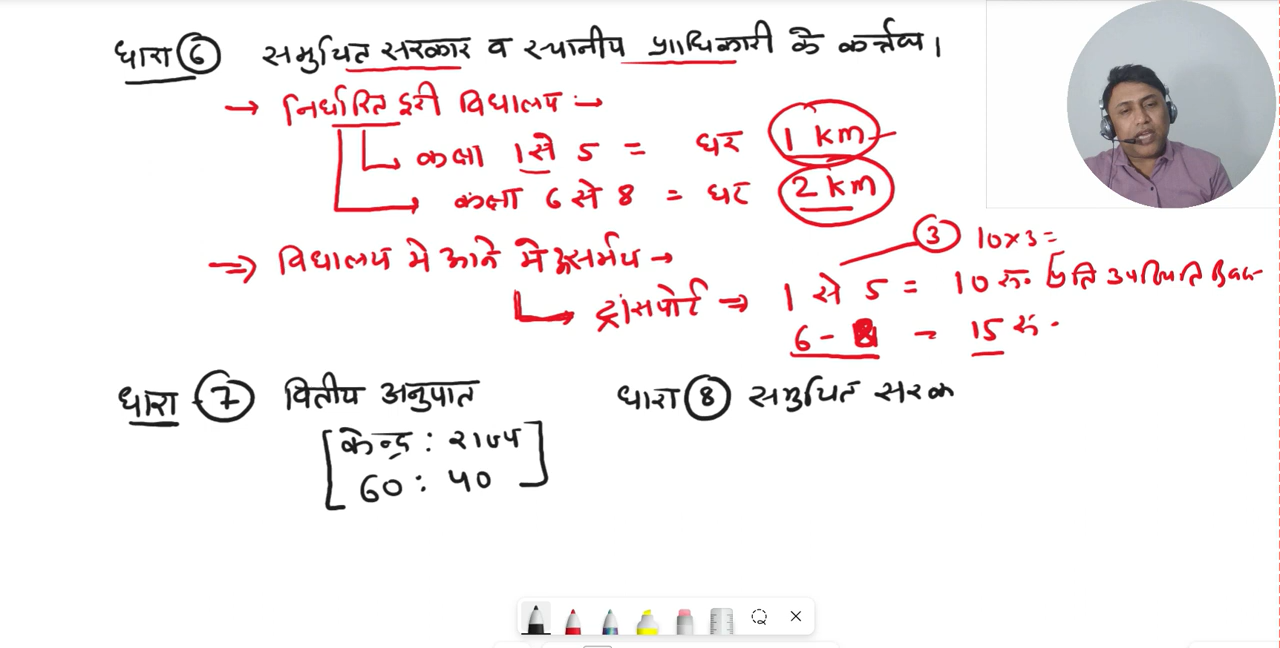 धारा 6 समुचित सरकार व स्थानीय प्राधिकारी के कर्त्तव्य।
→ निर्धारित दूरी विद्यालय :→
कक्षा 1 से 5 = घर 1 km
कक्षा 6 से 8 = घर 2 km
⇒ विद्यालय मे आने मे असमर्थ →
3 10×3=
ट्रांसपोर्ट ⇒ 1 से 5 = 10 रु. प्रति उपस्थिति
6 - 8 = 15 रु.
धारा - 7 वितीय अनुपात
[केन्द्र : राज्य
60 : 40]
धारा 8 समुचित सरक